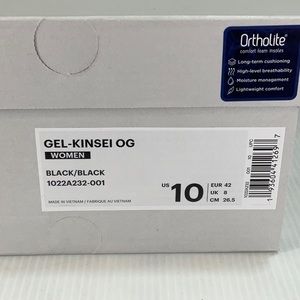 Ortholite
comfort foam insoles
Long-term cushioning
High-level breathability
Moisture management
Lightweight comfort
GEL-KINSEI OG
WOMEN
BLACK/BLACK
1022A232-001
MADE IN VIETNAM / FABRIQUÉ AU VIETNAM
US 10
EUR 42
UK 8
CM 26.5